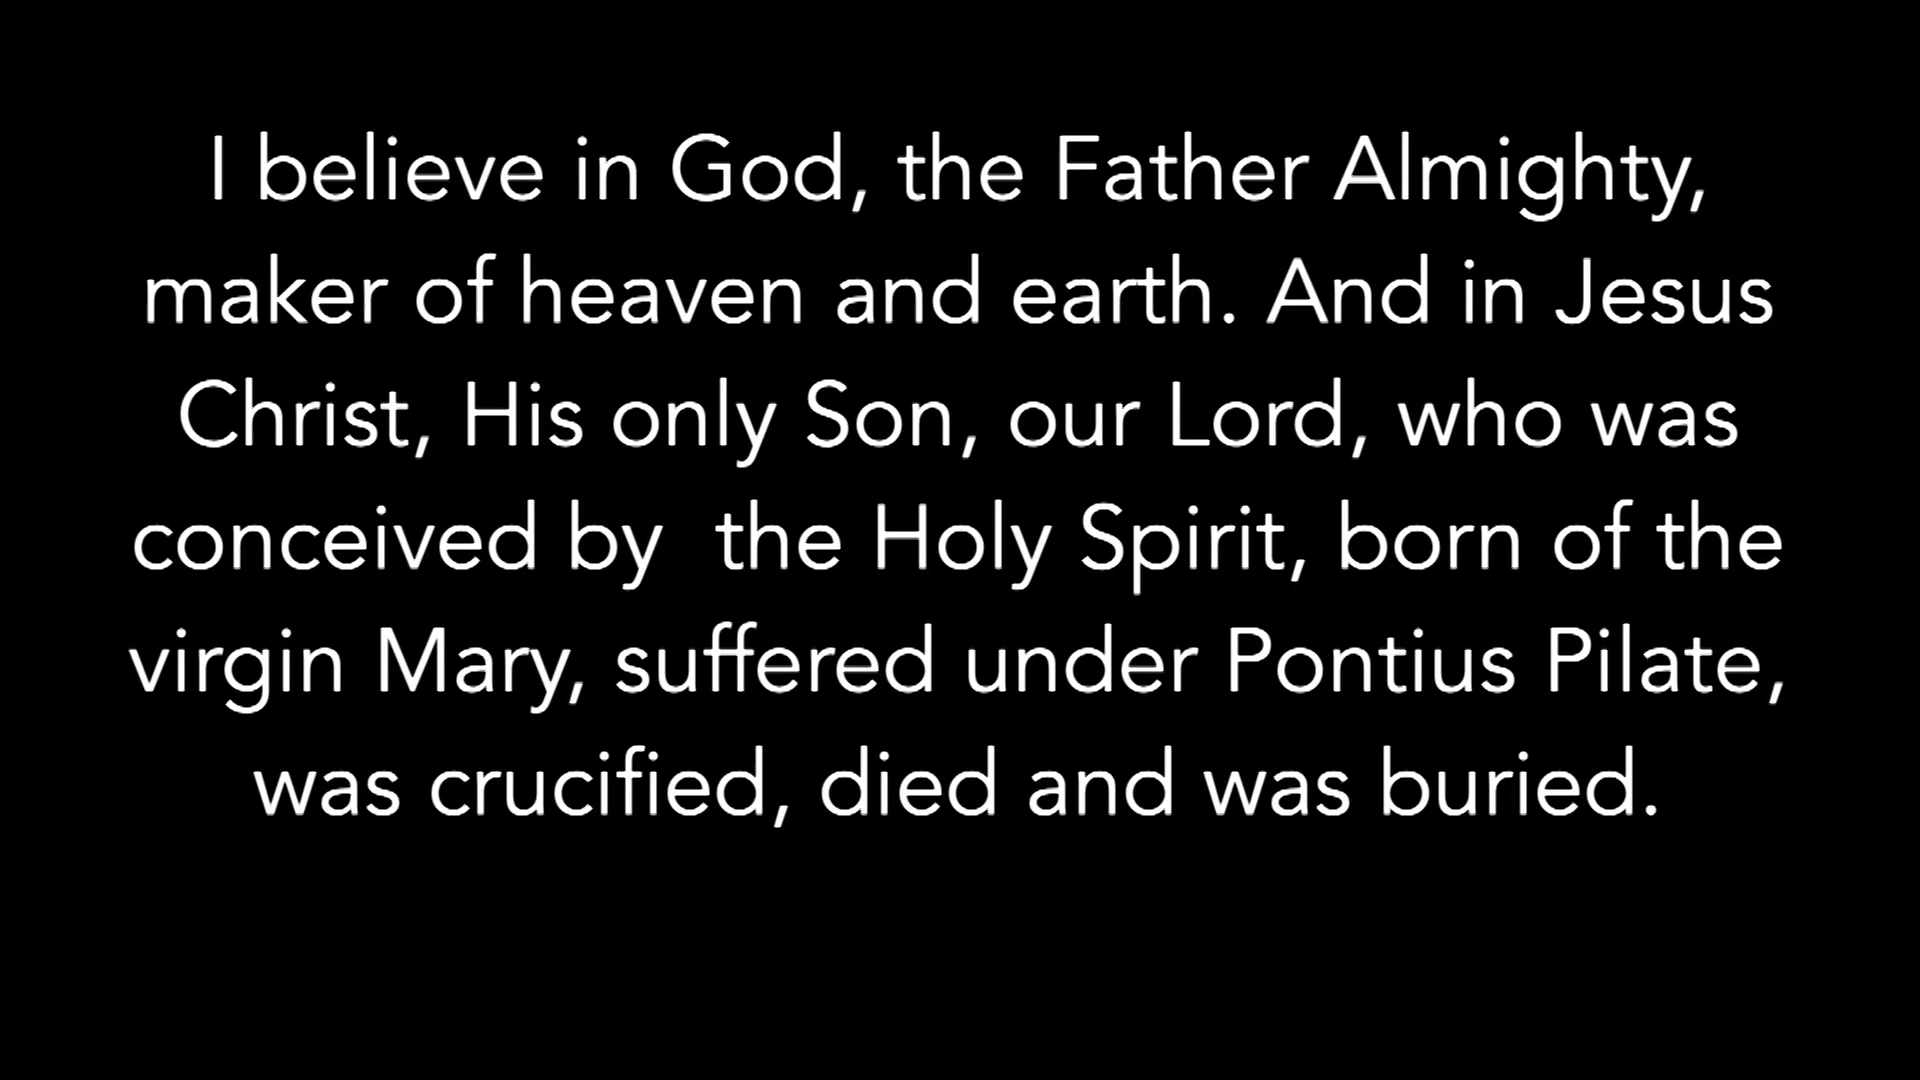 I believe in God, the Father Almighty,
maker of heaven and earth. And in Jesus
Christ, His only Son, our Lord, who was
conceived by  the Holy Spirit, born of the
virgin Mary, suffered under Pontius Pilate,
was crucified, died and was buried.